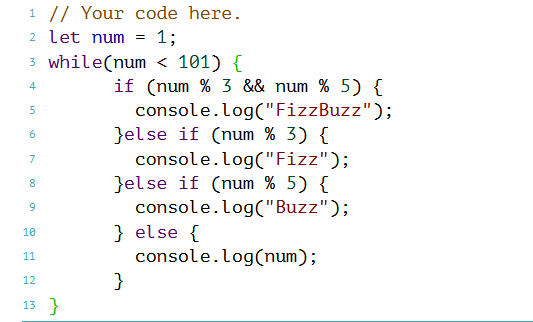 1 // Your code here.
2 let num = 1;
3 while(num < 101) {
4 if (num % 3 && num % 5) {
5 console.log("FizzBuzz");
6 }else if (num % 3) {
7 console.log("Fizz");
8 }else if (num % 5) {
9 console.log("Buzz");
10 } else {
11 console.log(num);
12 }
13 }